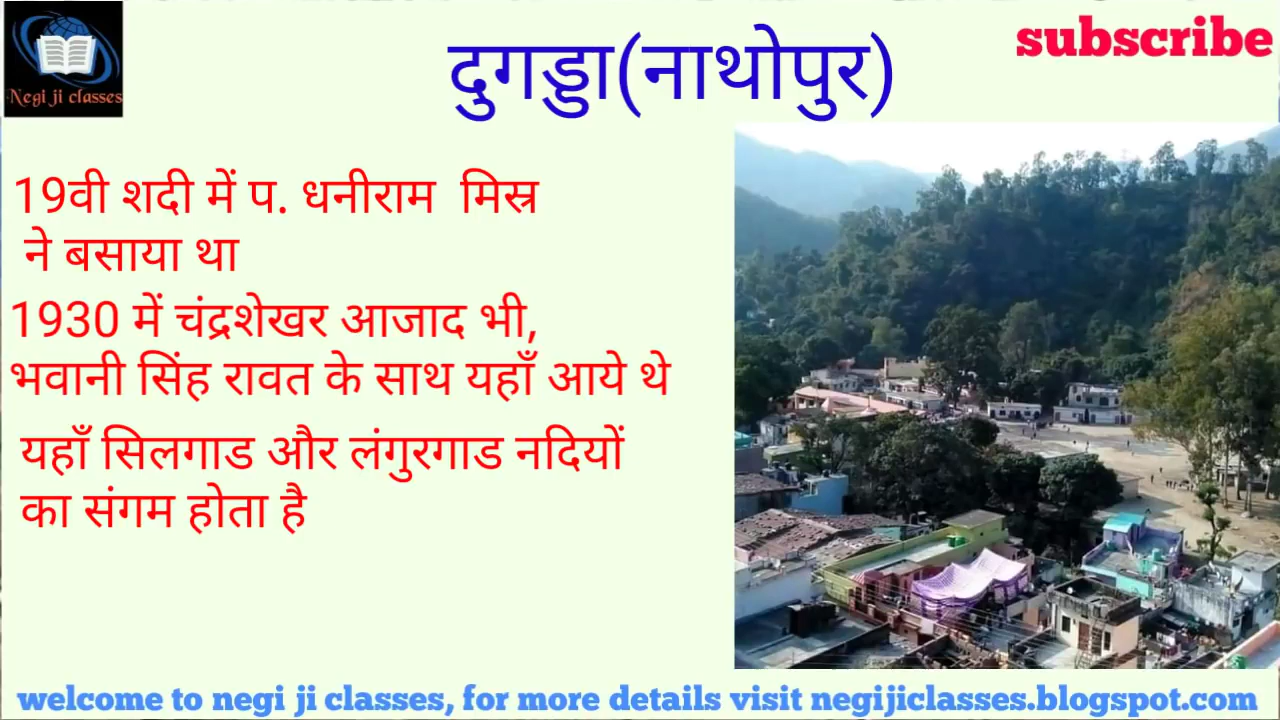 Negi ji classes
दुगड्डा(नाथोपुर)
subscribe
19वी शदी में प. धनीराम मिस्र
ने बसाया था
1930 में चंद्रशेखर आजाद भी,
भवानी सिंह रावत के साथ यहाँ आये थे
यहाँ सिलगाड और लंगुरगाड नदियों
का संगम होता है
welcome to negi ji classes, for more details visit negijiclasses.blogspot.com